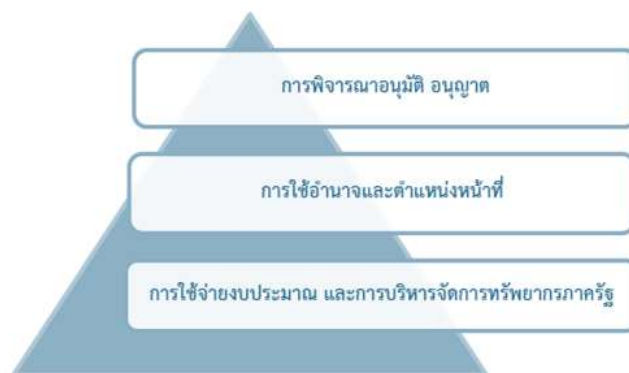 การพิจารณาอนุมัติ อนุญาต
การใช้อำนาจและตำแหน่งหน้าที่
การใช้จ่ายงบประมาณ และการบริหารจัดการทรัพยากรภาครัฐ